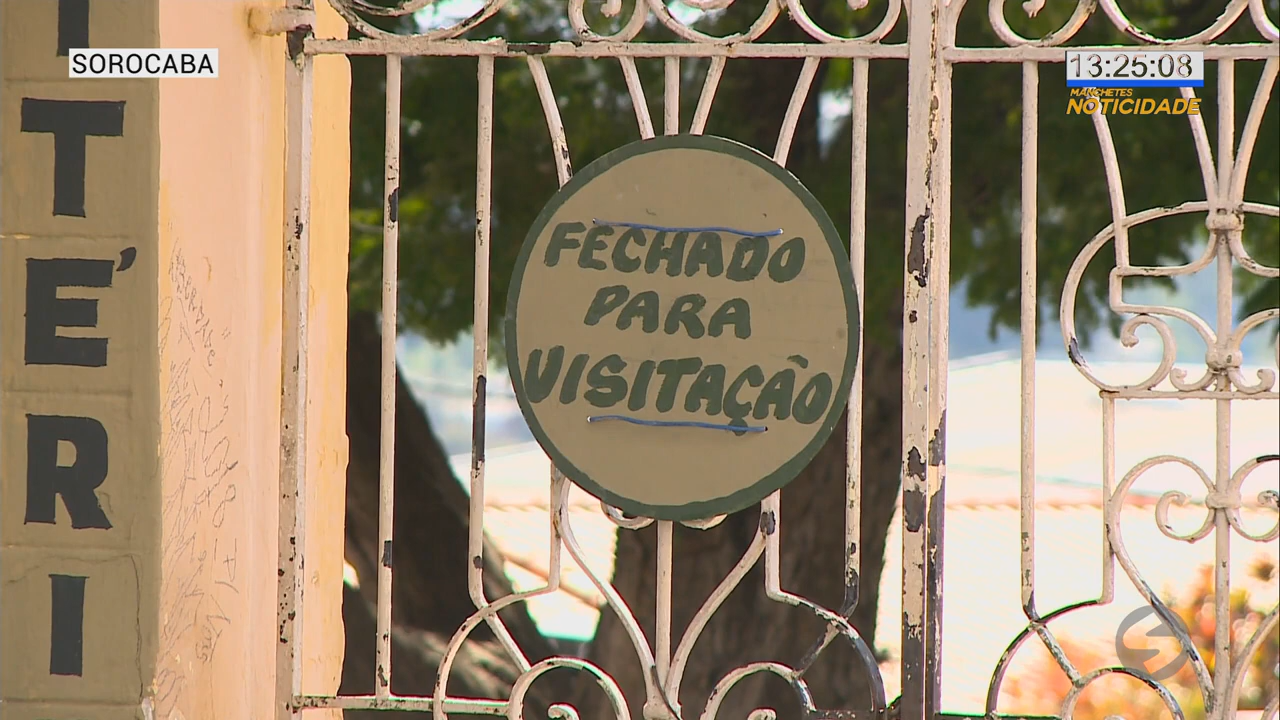 SOROCABA
13:25:08
MANCHETES
NOTICIDADE
FECHADO
PARA
VISITAÇÃO
T
É
R
I